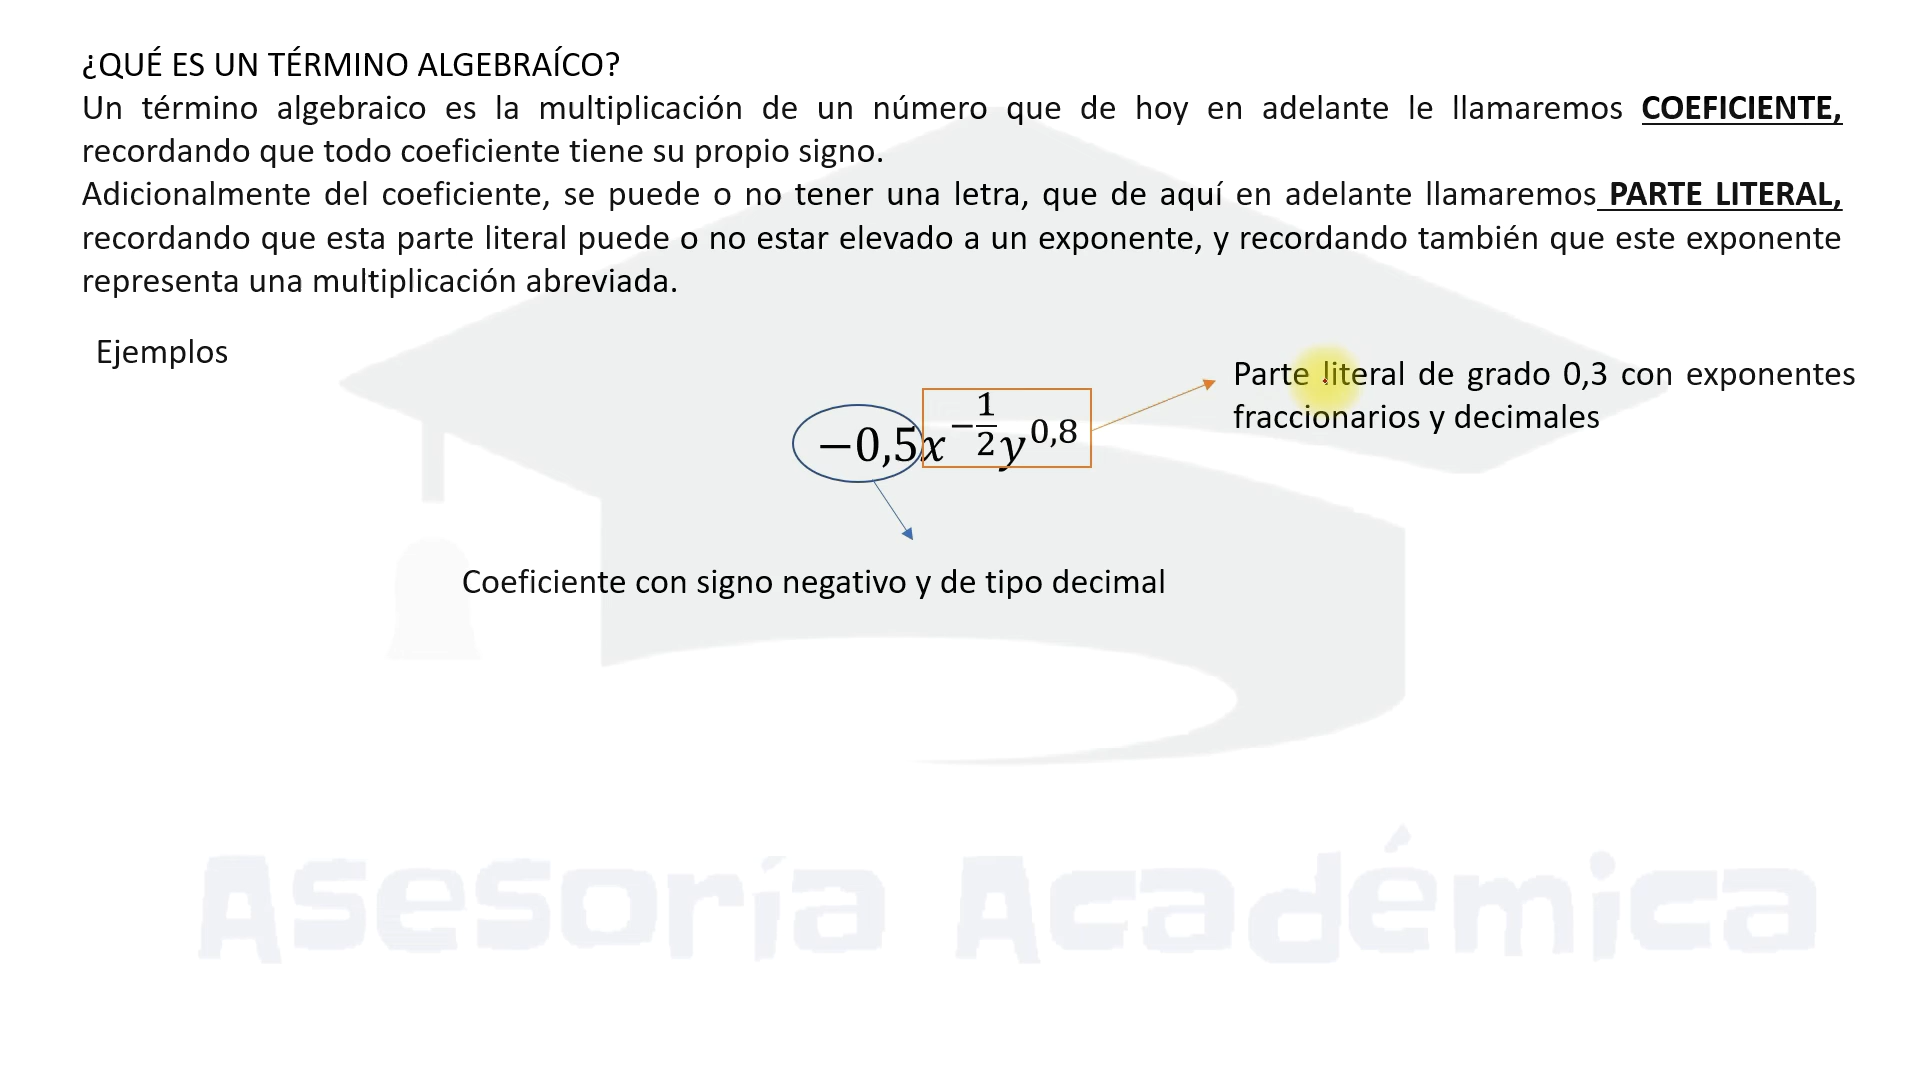 ¿QUÉ ES UN TÉRMINO ALGEBRAÍCO?
Un término algebraico es la multiplicación de un número que de hoy en adelante le llamaremos COEFICIENTE,
recordando que todo coeficiente tiene su propio signo.
Adicionalmente del coeficiente, se puede o no tener una letra, que de aquí en adelante llamaremos PARTE LITERAL,
recordando que esta parte literal puede o no estar elevado a un exponente, y recordando también que este exponente
representa una multiplicación abreviada.
Ejemplos
Parte literal de grado 0,3 con exponentes
fraccionarios y decimales
−0,5x^{−1/2}y^{0,8}
Coeficiente con signo negativo y de tipo decimal
Asesoría Académica